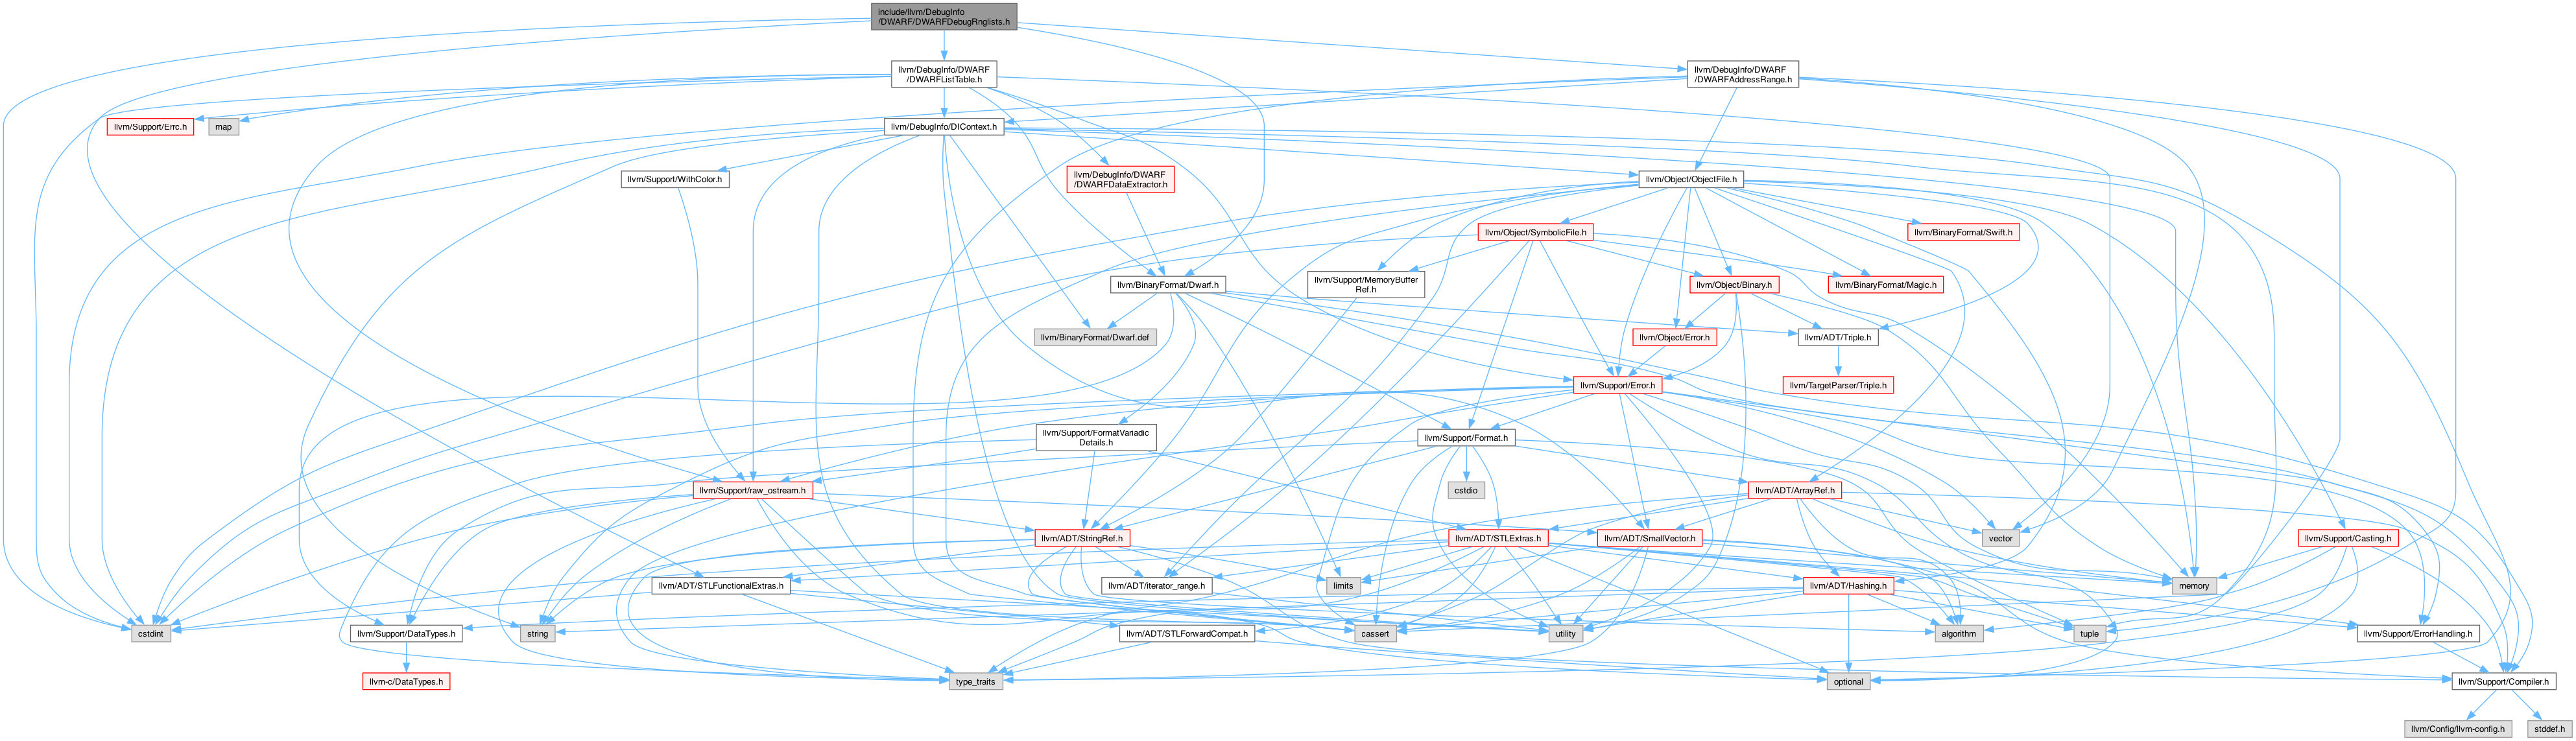 include/llvm/DebugInfo
/DWARF/DWARFDebugRnglists.h
llvm/DebugInfo/DWARF
/DWARFListTable.h
llvm/DebugInfo/DWARF
/DWARFAddressRange.h
llvm/Support/Errc.h
map
llvm/DebugInfo/DIContext.h
llvm/Support/WithColor.h
llvm/DebugInfo/DWARF
/DWARFDataExtractor.h
llvm/Object/ObjectFile.h
llvm/Object/SymbolicFile.h
llvm/BinaryFormat/Swift.h
llvm/BinaryFormat/Dwarf.h
llvm/Support/MemoryBuffer
Ref.h
llvm/Object/Binary.h
llvm/BinaryFormat/Magic.h
llvm/BinaryFormat/Dwarf.def
llvm/Object/Error.h
llvm/ADT/Triple.h
llvm/Support/Error.h
llvm/TargetParser/Triple.h
llvm/Support/FormatVariadic
Details.h
llvm/Support/Format.h
llvm/Support/raw_ostream.h
cstdio
llvm/ADT/ArrayRef.h
llvm/ADT/StringRef.h
llvm/ADT/STLExtras.h
llvm/ADT/SmallVector.h
vector
llvm/Support/Casting.h
llvm/ADT/STLFunctionalExtras.h
llvm/ADT/iterator_range.h
limits
llvm/ADT/Hashing.h
memory
cstdint
llvm/Support/DataTypes.h
string
llvm/ADT/STLForwardCompat.h
cassert
utility
algorithm
tuple
llvm/Support/ErrorHandling.h
llvm-c/DataTypes.h
type_traits
optional
llvm/Support/Compiler.h
llvm/Config/llvm-config.h
stddef.h